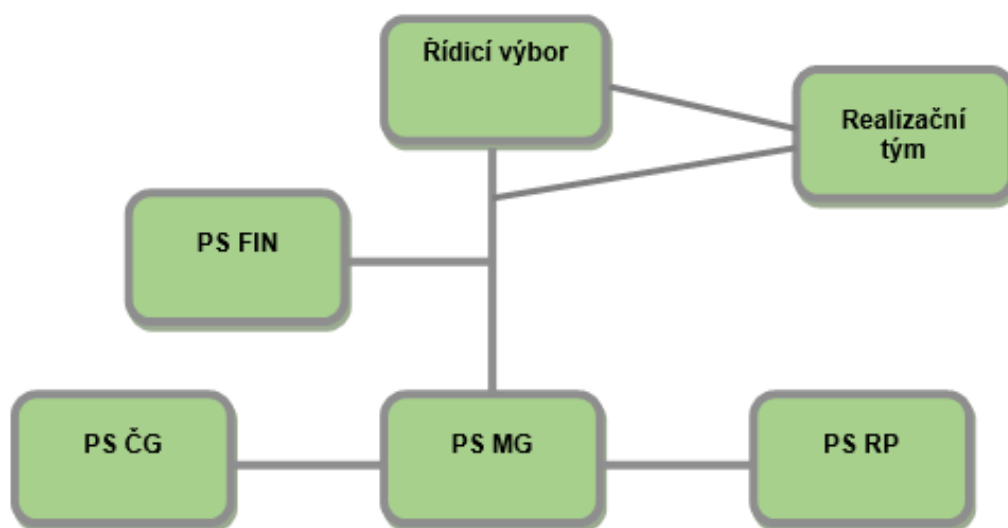 Řídicí výbor
Realizační
tým
PS FIN
PS ČG
PS MG
PS RP